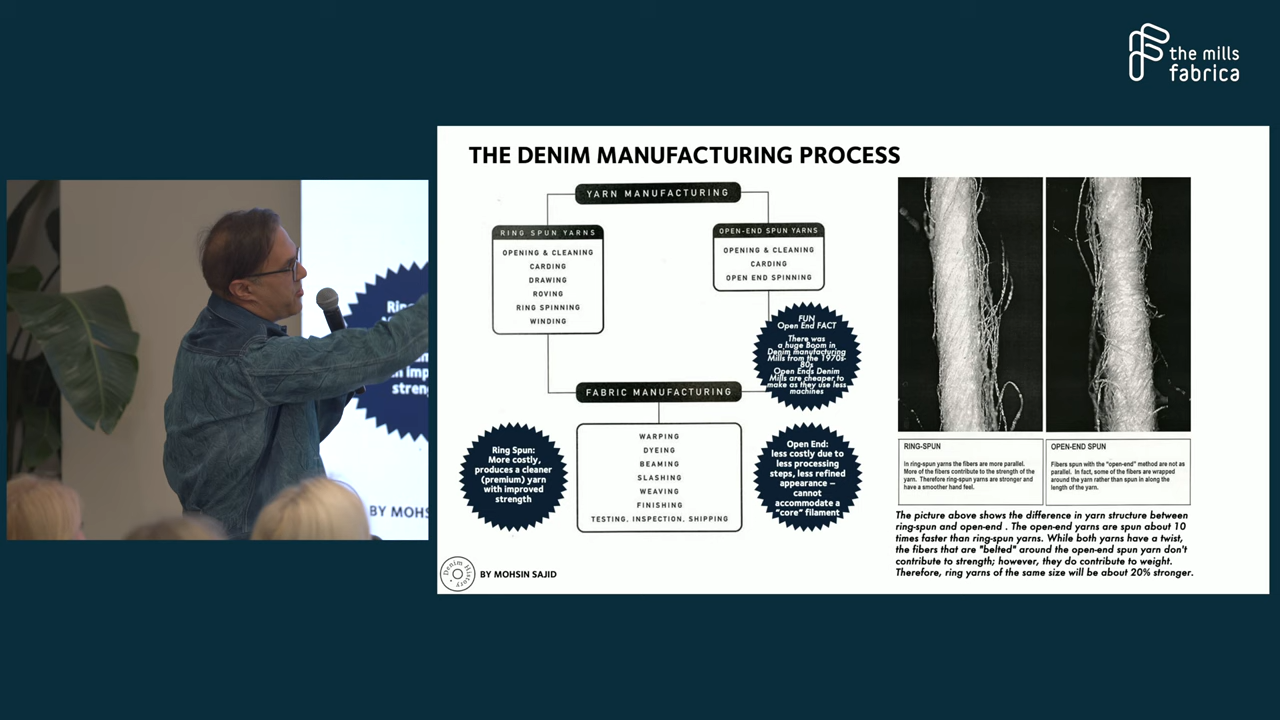 the mills
fabrica
THE DENIM MANUFACTURING PROCESS
YARN MANUFACTURING
RING SPUN YARNS
OPENING & CLEANING
CARDING
DRAWING
ROVING
RING SPINNING
WINDING
OPEN-END SPUN YARNS
OPENING & CLEANING
CARDING
OPEN END SPINNING
FUN
Open End FACT
There was
a huge Boom in
Denim manufacturing
Mills from the 1970s-
80s
Open Ends Denim
Mills are cheaper to
make as they use less
machines
FABRIC MANUFACTURING
WARPING
DYEING
BEAMING
SLASHING
WEAVING
FINISHING
TESTING, INSPECTION, SHIPPING
Ring Spun:
More costly,
produces a cleaner
(premium) yarn
with improved
strength
Open End:
less costly due to
less processing
steps, less refined
appearance –
cannot
accommodate a
"core" filament
RING-SPUN
In ring-spun yarns the fibers are more parallel.
More of the fibers contribute to the strength of the
yarn. Therefore ring-spun yarns are stronger and
have a smoother hand feel.
OPEN-END SPUN
Fibers spun with the "open-end" method are not as
parallel. In fact, some of the fibers are wrapped
around the yarn rather than spun in along the
length of the yarn.
The picture above shows the difference in yarn structure between
ring-spun and open-end . The open-end yarns are spun about 10
times faster than ring-spun yarns. While both yarns have a twist,
the fibers that are "belted" around the open-end spun yarn don't
contribute to strength; however, they do contribute to weight.
Therefore, ring yarns of the same size will be about 20% stronger.
Denim History
BY MOHSIN SAJID
BY MOHS